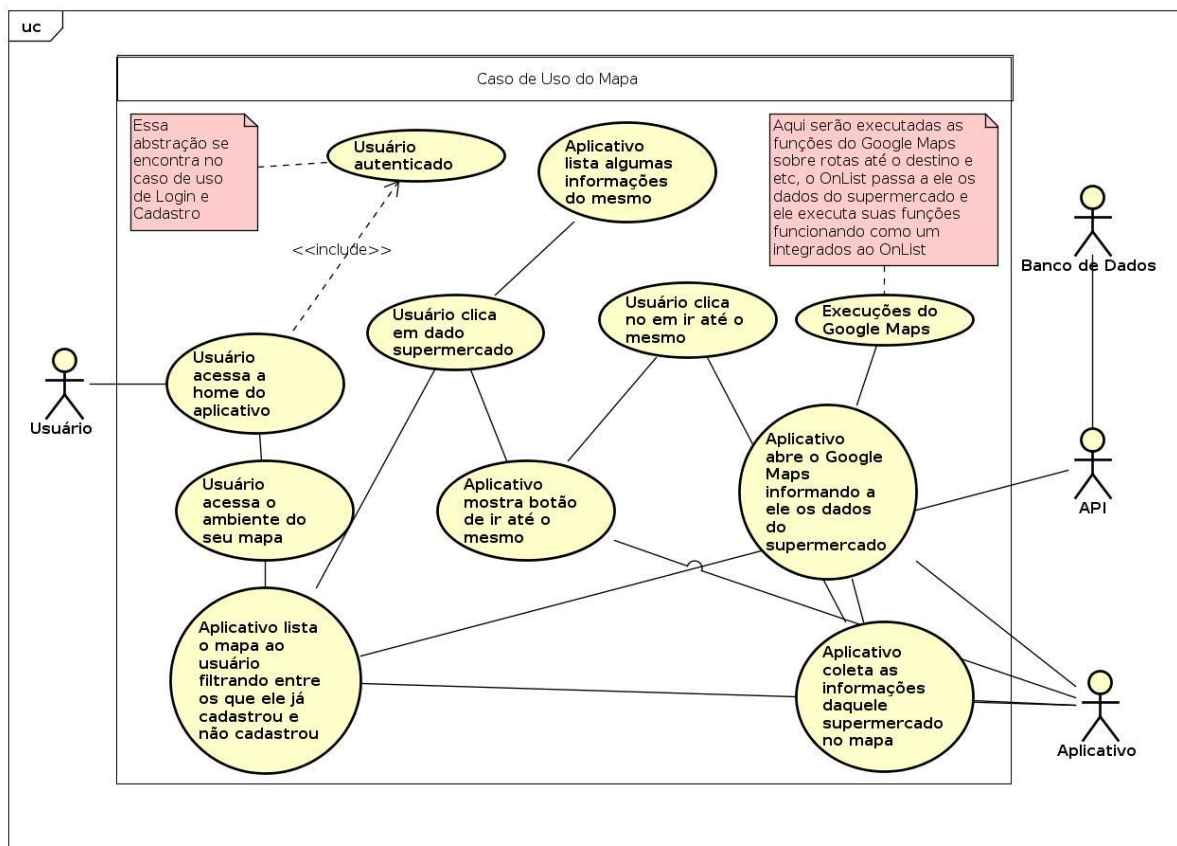 uc
Caso de Uso do Mapa
Essa
abstração se
encontra no
caso de uso
de Login e
Cadastro
Usuário
autenticado
Aplicativo
lista algumas
informações
do mesmo
Aqui serão executadas as
funções do Google Maps
sobre rotas até o destino e
etc, o OnList passa a ele os
dados do supermercado e
ele executa suas funções
funcionando como um
integrados ao OnList
Banco de Dados
<<include>>
Usuário clica
em dado
supermercado
Usuário clica
no em ir até o
mesmo
Execuções do
Google Maps
Usuário
Usuário
acessa a
home do
aplicativo
Usuário
acessa o
ambiente do
seu mapa
Aplicativo
mostra botão
de ir até o
mesmo
Aplicativo
abre o Google
Maps
informando a
ele os dados
do
supermercado
API
Aplicativo lista
o mapa ao
usuário
filtrando entre
os que ele já
cadastrou e
não cadastrou
Aplicativo
coleta as
informações
daquele
supermercado
no mapa
Aplicativo